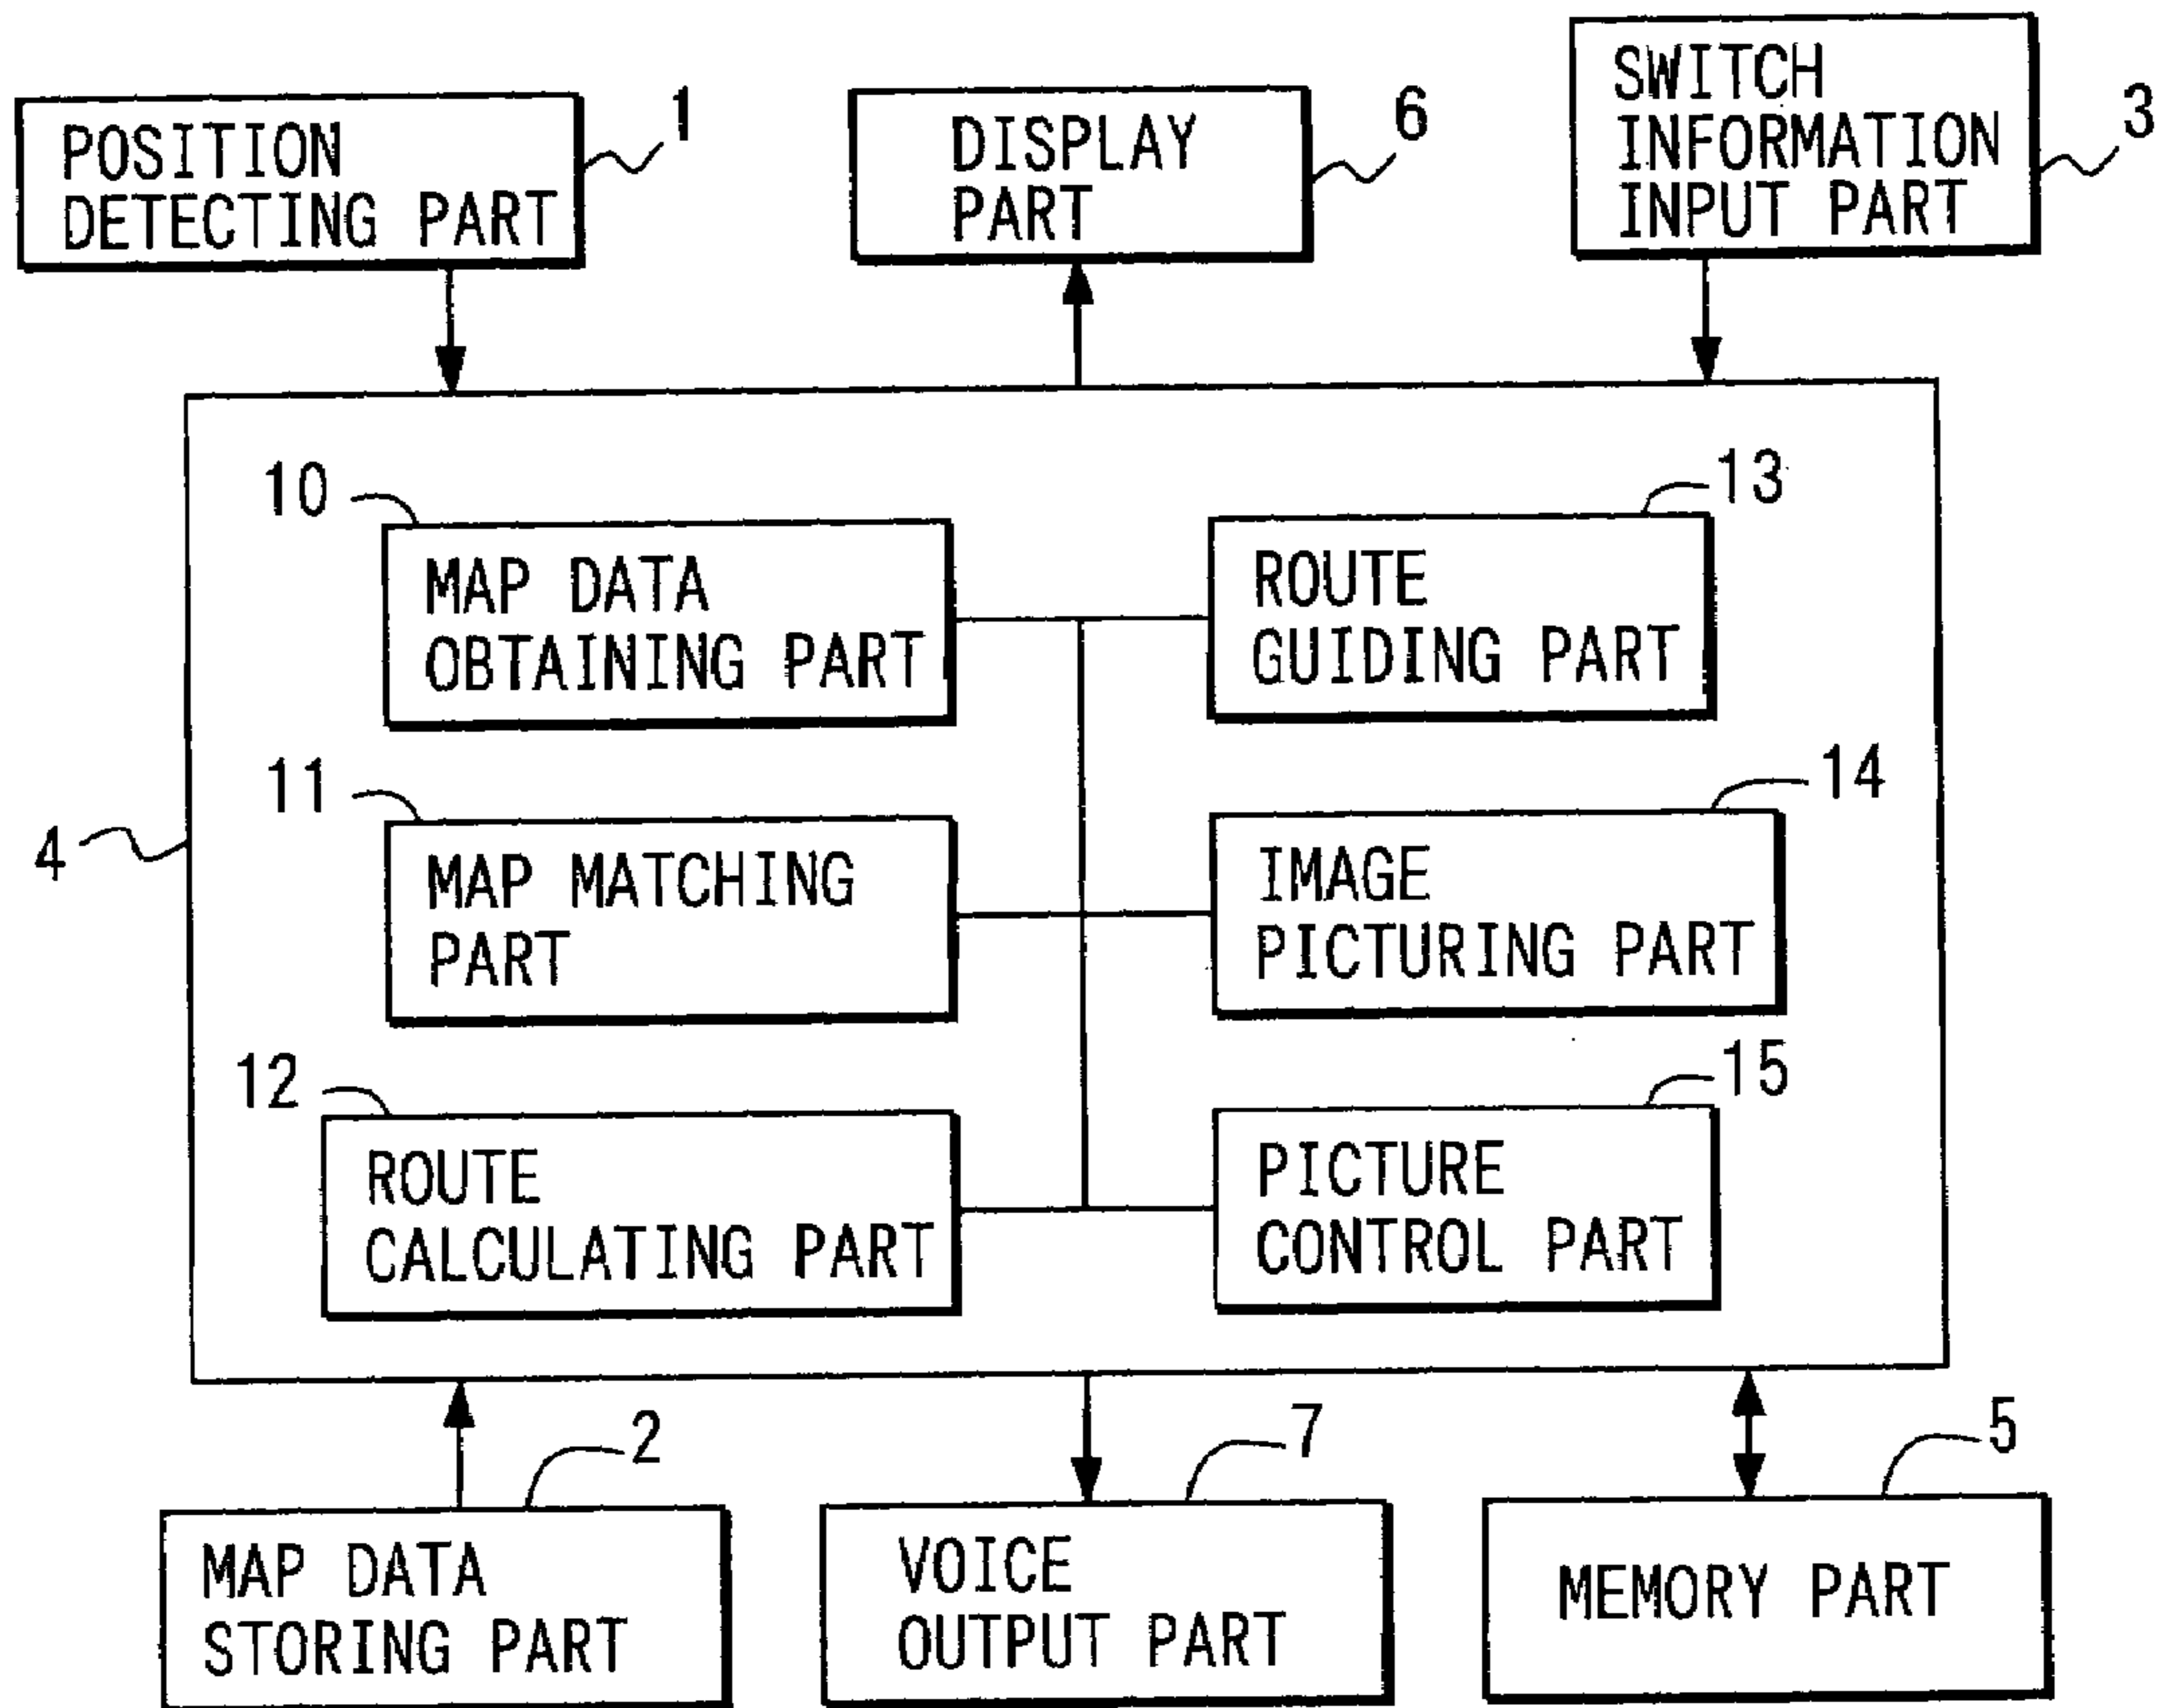 POSITION
DETECTING PART
1
DISPLAY
PART
6
SWITCH
INFORMATION
INPUT PART
3
4
10
MAP DATA
OBTAINING PART
13
ROUTE
GUIDING PART
11
MAP MATCHING
PART
14
IMAGE
PICTURING PART
12
ROUTE
CALCULATING PART
15
PICTURE
CONTROL PART
2
MAP DATA
STORING PART
7
VOICE
OUTPUT PART
5
MEMORY PART